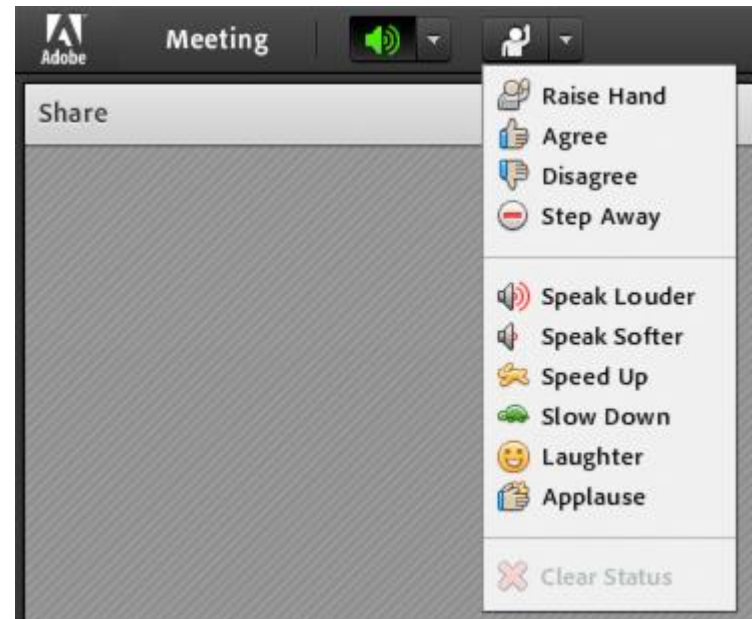 Adobe
Meeting
Share
Raise Hand
Agree
Disagree
Step Away
Speak Louder
Speak Softer
Speed Up
Slow Down
Laughter
Applause
Clear Status